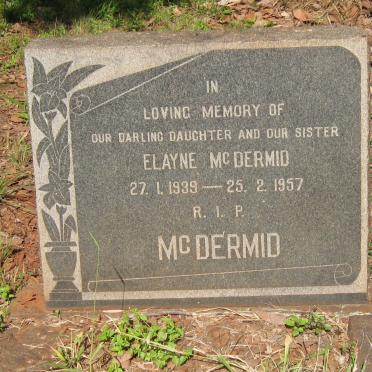 IN
LOVING MEMORY OF
OUR DARLING DAUGHTER AND OUR SISTER
ELAYNE McDERMID
27. 1. 1939 — 25. 2. 1957
R. I. P.
McDERMID